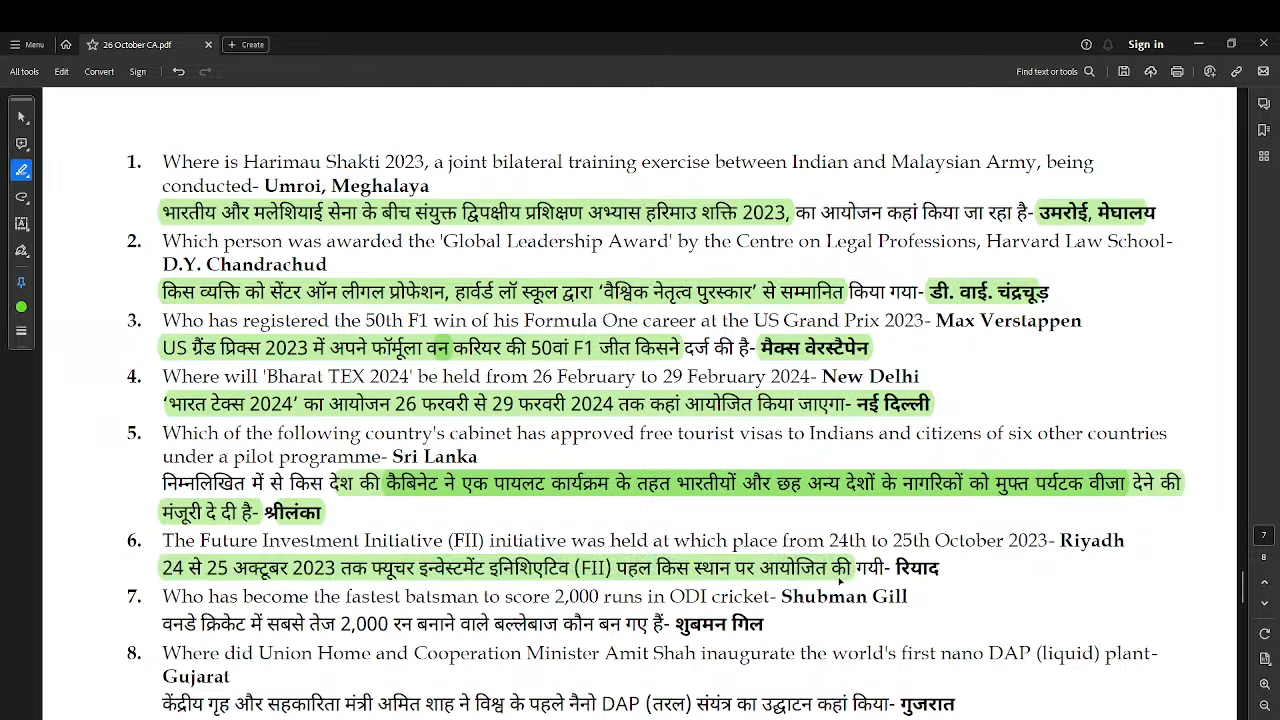 Menu
26 October CA.pdf
Create
Sign in
All tools
Edit
Convert
Sign
Find text or tools
1. Where is Harimau Shakti 2023, a joint bilateral training exercise between Indian and Malaysian Army, being
conducted- Umroi, Meghalaya
भारतीय और मलेशियाई सेना के बीच संयुक्त द्विपक्षीय प्रशिक्षण अभ्यास हरिमाउ शक्ति 2023, का आयोजन कहां किया जा रहा है- उमरोई, मेघालय
2. Which person was awarded the 'Global Leadership Award' by the Centre on Legal Professions, Harvard Law School-
D.Y. Chandrachud
किस व्यक्ति को सेंटर ऑन लीगल प्रोफेशन, हार्वर्ड लॉ स्कूल द्वारा ‘वैश्विक नेतृत्व पुरस्कार’ से सम्मानित किया गया- डी. वाई. चंद्रचूड़
3. Who has registered the 50th F1 win of his Formula One career at the US Grand Prix 2023- Max Verstappen
US ग्रैंड प्रिक्स 2023 में अपने फॉर्मूला वन करियर की 50वां F1 जीत किसने दर्ज की है- मैक्स वेरस्टैपेन
4. Where will 'Bharat TEX 2024' be held from 26 February to 29 February 2024- New Delhi
‘भारत टेक्स 2024’ का आयोजन 26 फरवरी से 29 फरवरी 2024 तक कहां आयोजित किया जाएगा- नई दिल्ली
5. Which of the following country's cabinet has approved free tourist visas to Indians and citizens of six other countries
under a pilot programme- Sri Lanka
निम्नलिखित में से किस देश की कैबिनेट ने एक पायलट कार्यक्रम के तहत भारतीयों और छह अन्य देशों के नागरिकों को मुफ्त पर्यटक वीजा देने की
मंजूरी दे दी है- श्रीलंका
6. The Future Investment Initiative (FII) initiative was held at which place from 24th to 25th October 2023- Riyadh
24 से 25 अक्टूबर 2023 तक फ्यूचर इन्वेस्टमेंट इनिशिएटिव (FII) पहल किस स्थान पर आयोजित की गयी- रियाद
7. Who has become the fastest batsman to score 2,000 runs in ODI cricket- Shubman Gill
वनडे क्रिकेट में सबसे तेज 2,000 रन बनाने वाले बल्लेबाज कौन बन गए हैं- शुबमन गिल
8. Where did Union Home and Cooperation Minister Amit Shah inaugurate the world's first nano DAP (liquid) plant-
Gujarat
केंद्रीय गृह और सहकारिता मंत्री अमित शाह ने विश्व के पहले नैनो DAP (तरल) संयंत्र का उद्घाटन कहां किया- गुजरात
7
8